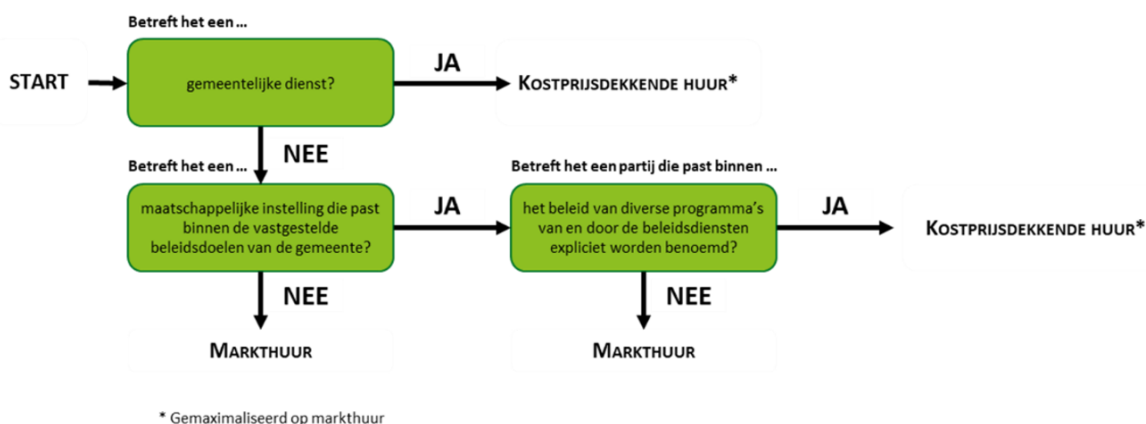 Betreft het een ...
START
gemeentelijke dienst?
JA
KOSTPRIJSDEKKENDE HUUR*
NEE
Betreft het een ...
Betreft het een partij die past binnen ...
maatschappelijke instelling die past
binnen de vastgestelde
beleidsdoelen van de gemeente?
JA
het beleid van diverse programma's
van en door de beleidsdiensten
expliciet worden benoemd?
JA
KOSTPRIJSDEKKENDE HUUR*
NEE
NEE
MARKTHUUR
MARKTHUUR
* Gemaximaliseerd op markthuur